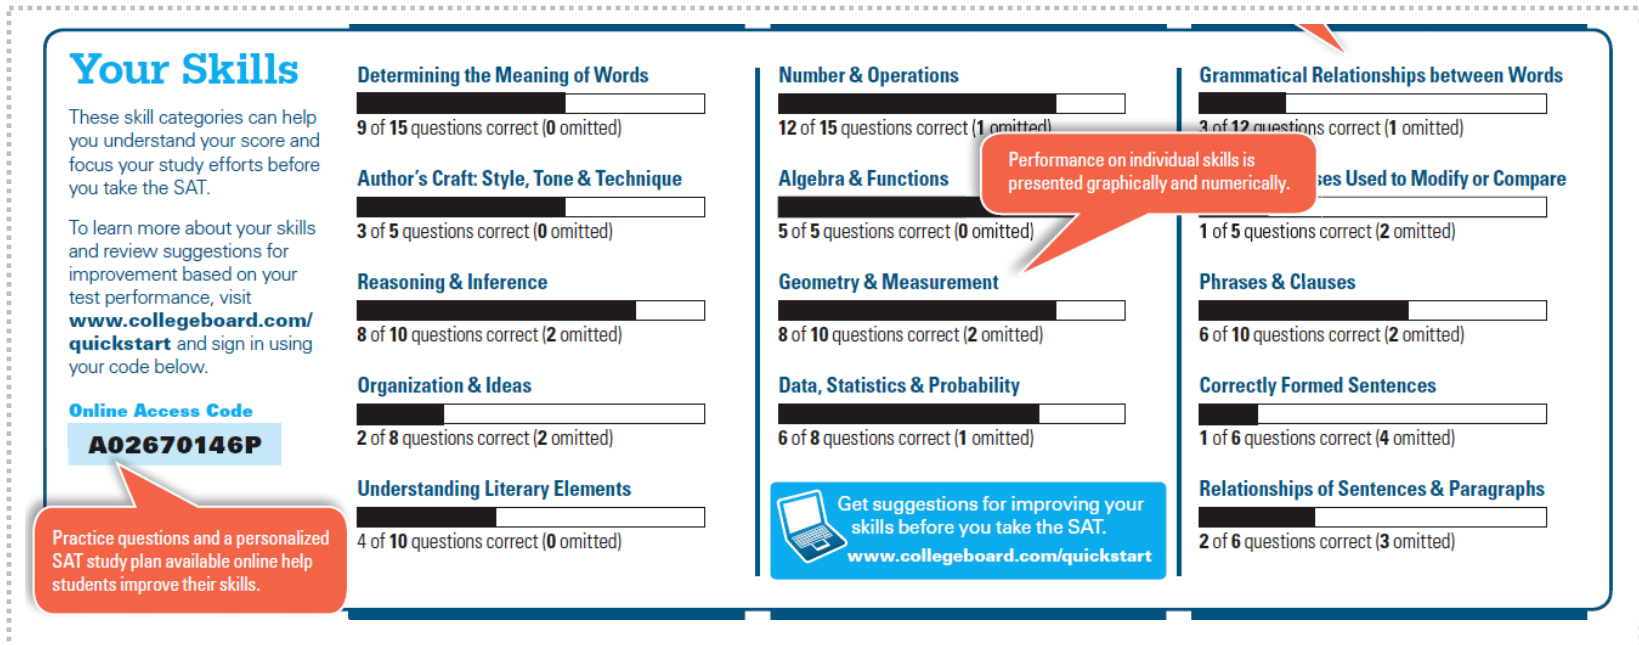 Your Skills
These skill categories can help
you understand your score and
focus your study efforts before
you take the SAT.
To learn more about your skills
and review suggestions for
improvement based on your
test performance, visit
www.collegeboard.com/
quickstart and sign in using
your code below.
Online Access Code
A02670146P
Practice questions and a personalized
SAT study plan available online help
students improve their skills.
Determining the Meaning of Words
9 of 15 questions correct (0 omitted)
Author's Craft: Style, Tone & Technique
3 of 5 questions correct (0 omitted)
Reasoning & Inference
8 of 10 questions correct (2 omitted)
Organization & Ideas
2 of 8 questions correct (2 omitted)
Understanding Literary Elements
4 of 10 questions correct (0 omitted)
Number & Operations
12 of 15 questions correct (1 omitted)
Performance on individual skills is
presented graphically and numerically.
Algebra & Functions
5 of 5 questions correct (0 omitted)
Geometry & Measurement
8 of 10 questions correct (2 omitted)
Data, Statistics & Probability
6 of 8 questions correct (1 omitted)
Get suggestions for improving your
skills before you take the SAT.
www.collegeboard.com/quickstart
Grammatical Relationships between Words
3 of 12 questions correct (1 omitted)
Used to Modify or Compare
1 of 5 questions correct (2 omitted)
Phrases & Clauses
6 of 10 questions correct (2 omitted)
Correctly Formed Sentences
1 of 6 questions correct (4 omitted)
Relationships of Sentences & Paragraphs
2 of 6 questions correct (3 omitted)